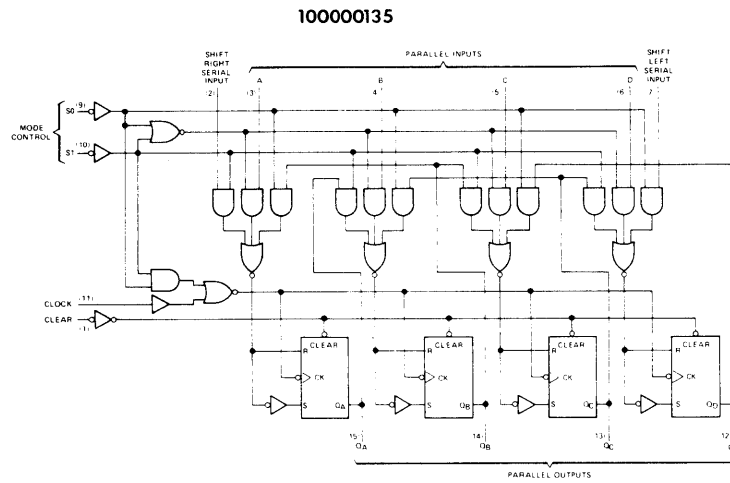 100000135
SHIFT RIGHT SERIAL INPUT
PARALLEL INPUTS
SHIFT LEFT SERIAL INPUT
A
B
C
D
(2)
(3)
4
5
(6
7
MODE CONTROL
S0 (9)
S1 (10)
CLOCK (11)
CLEAR (1)
CLEAR
CLEAR
CLEAR
CLEAR
R
R
R
R
CK
CK
CK
CK
S
QA
S
QB
S
QC
S
QD
15)
14)
13)
12
QA
QB
QC
PARALLEL OUTPUTS